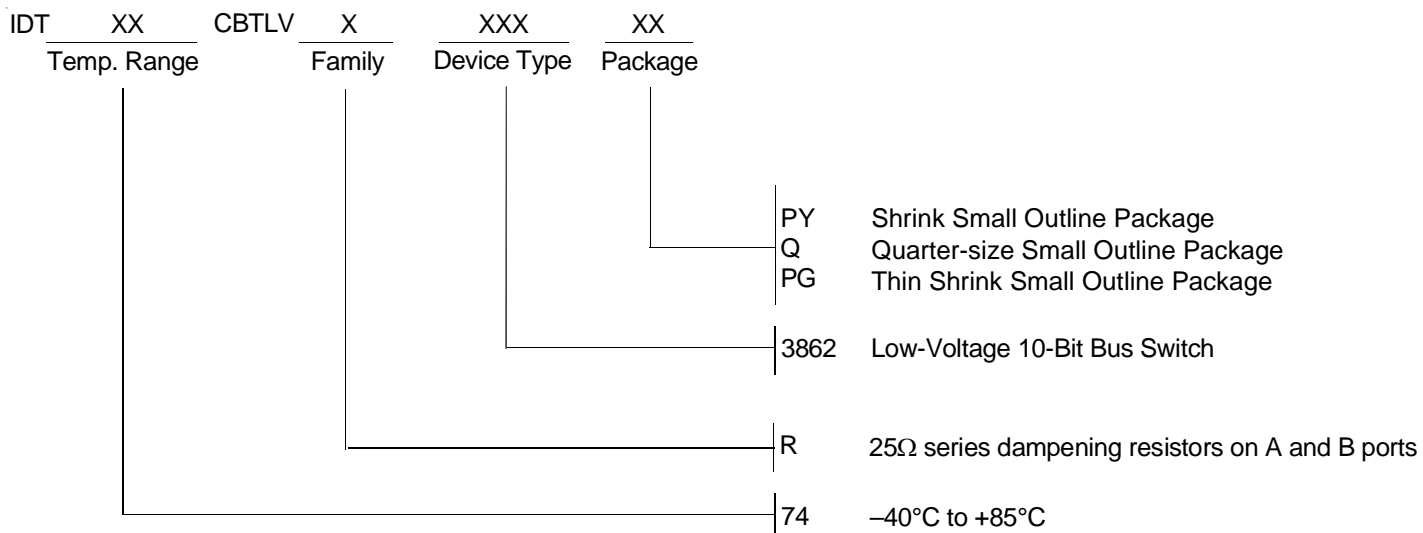 IDT XX CBTLV X XXX XX
Temp. Range Family Device Type Package
PY Shrink Small Outline Package
Q Quarter-size Small Outline Package
PG Thin Shrink Small Outline Package
3862 Low-Voltage 10-Bit Bus Switch
R 25Ω series dampening resistors on A and B ports
74 –40°C to +85°C